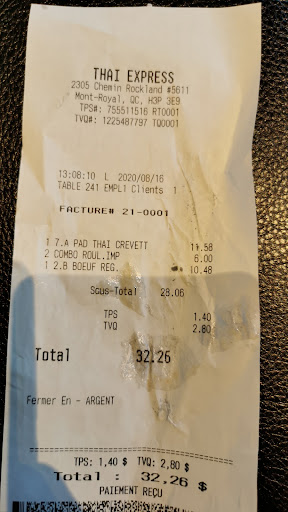 THAI EXPRESS
2305 Chemin Rockland #5611
Mont-Royal, QC, H3P 3E9
TPS#: 755511516 RT0001
TVQ#: 1225487797 TQ0001
13:08:10 L 2020/08/16
TABLE 241 EMPL1 Clients 1
FACTURE# 21-0001
1 7.A PAD THAI CREVETT 11.58
2 COMBO ROUL.IMP 6.00
1 2.B BOEUF REG. 10.48
Sous-Total 28.06
TPS 1.40
TVQ 2.80
Total 32.26
Fermer En - ARGENT
TPS: 1,40 $ TVQ: 2,80 $
Total : 32,26 $
PAIEMENT REÇU